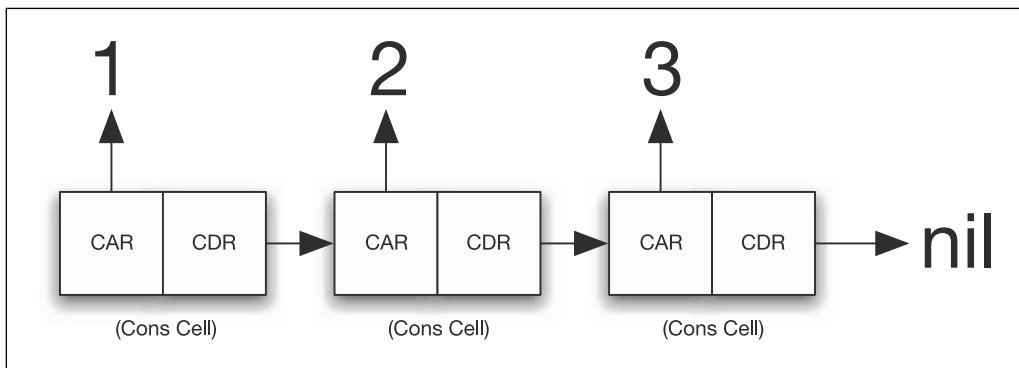 1 2 3
CAR CDR CAR CDR CAR CDR nil
(Cons Cell) (Cons Cell) (Cons Cell)